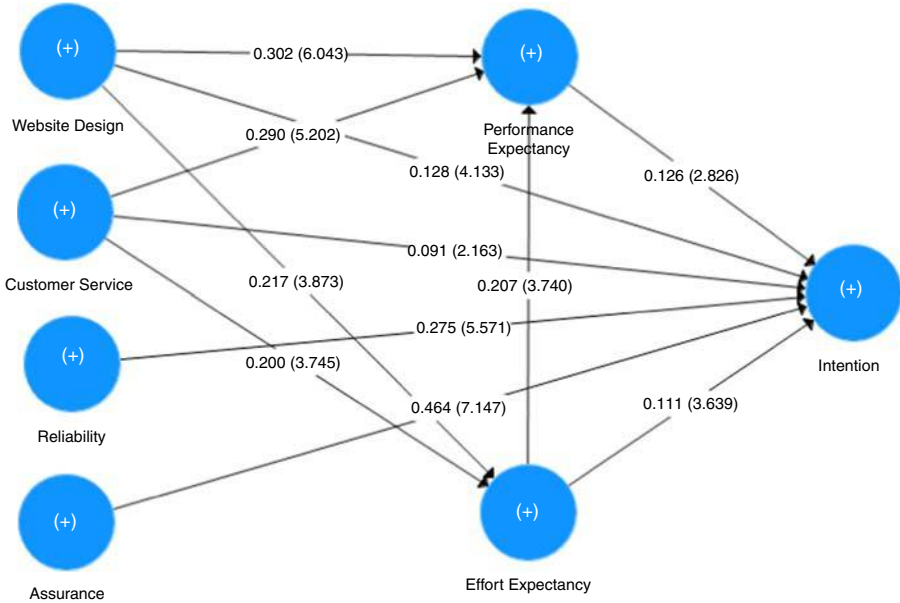 (+)
0.302 (6.043)
(+)
Website Design
0.290 (5.202)
Performance
Expectancy
0.128 (4.133)
0.126 (2.826)
(+)
Customer Service
0.091 (2.163)
0.217 (3.873)
0.207 (3.740)
(+)
Intention
0.275 (5.571)
(+)
0.200 (3.745)
Reliability
0.464 (7.147)
0.111 (3.639)
(+)
Assurance
(+)
Effort Expectancy